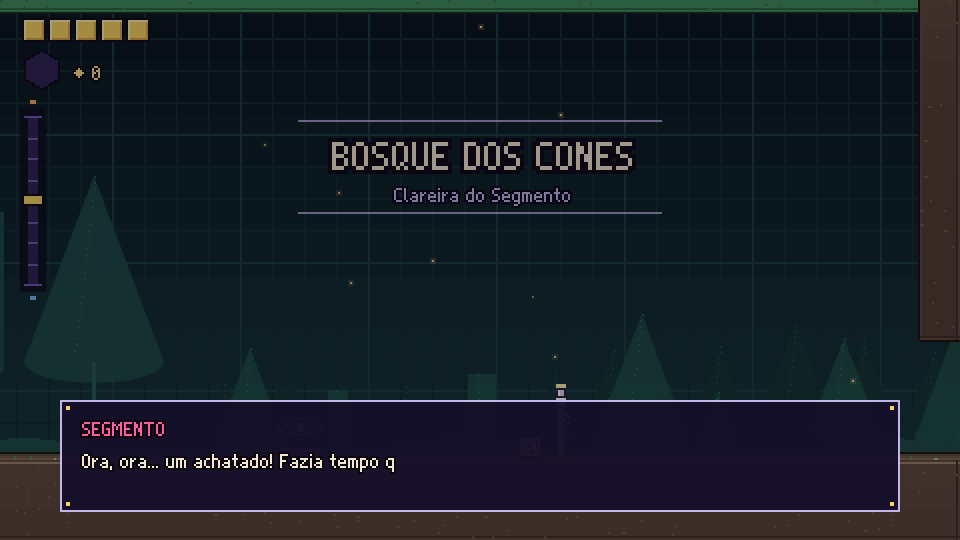 0
BOSQUE DOS CONES
Clareira do Segmento
SEGMENTO
Ora, ora... um achatado! Fazia tempo q